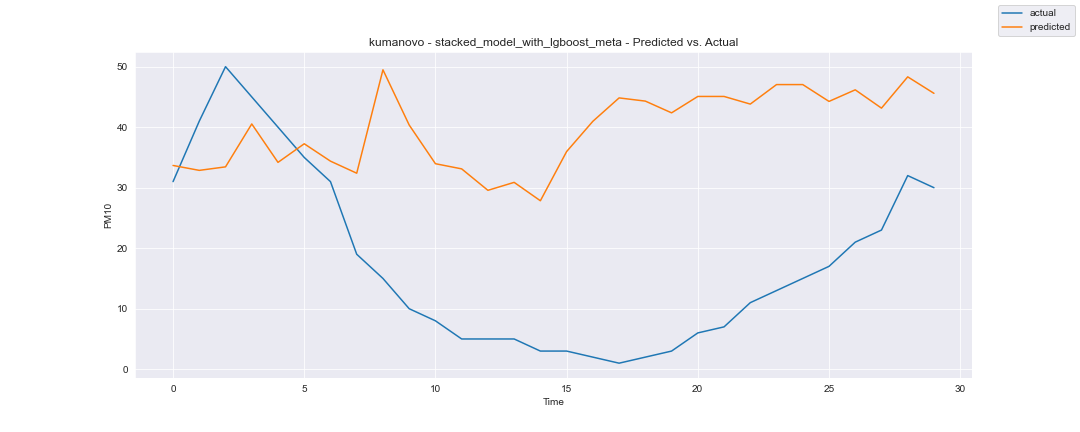 actual
predicted
kumanovo - stacked_model_with_lgboost_meta - Predicted vs. Actual
50
40
30
20
10
0
PM10
0 5 10 15 20 25 30
Time